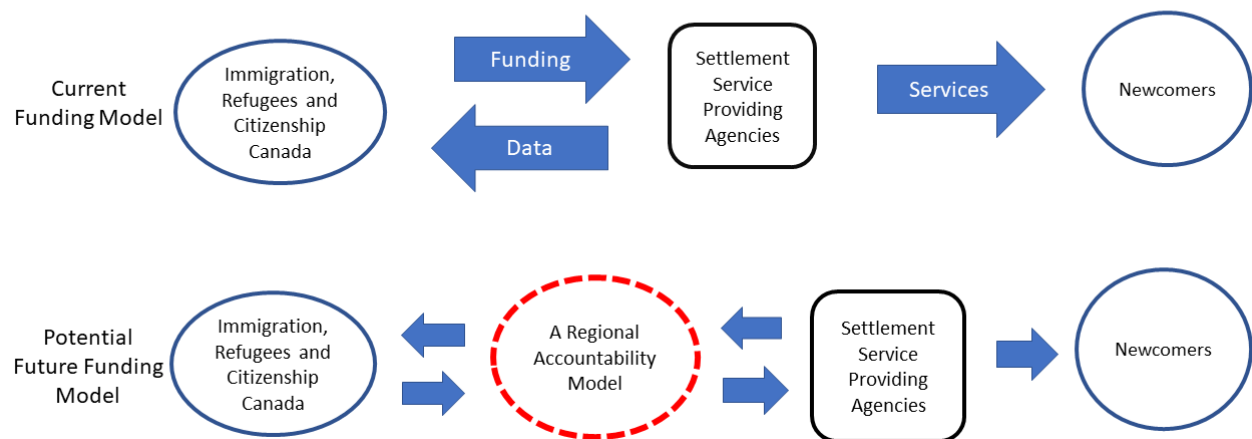 Current
Funding Model
Immigration,
Refugees and
Citizenship
Canada
Funding
Data
Settlement
Service
Providing
Agencies
Services
Newcomers
Potential
Future Funding
Model
Immigration,
Refugees and
Citizenship
Canada
A Regional
Accountability
Model
Settlement
Service
Providing
Agencies
Newcomers